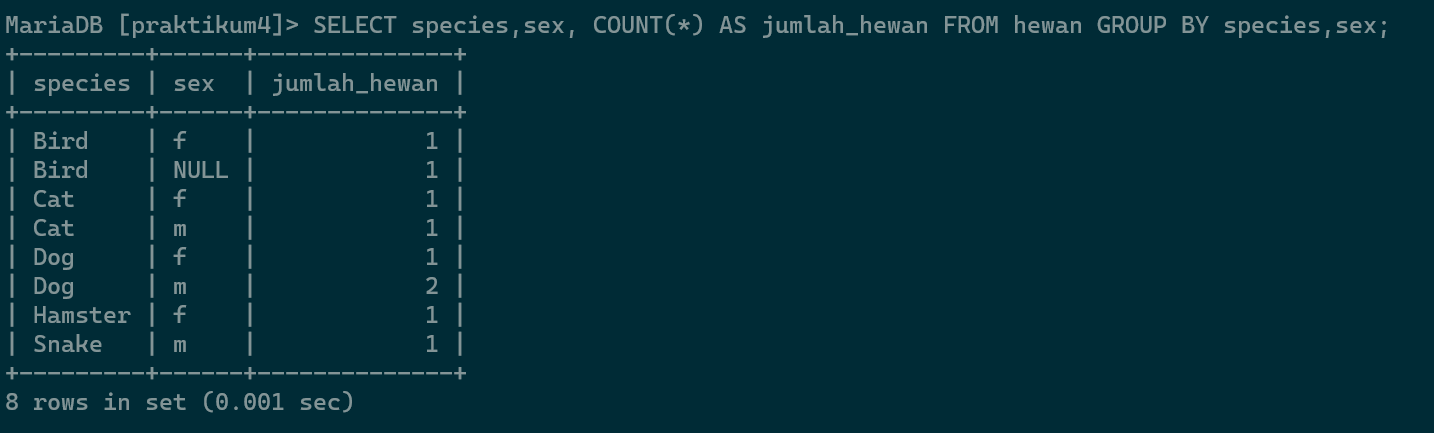 MariaDB [praktikum4]> SELECT species,sex, COUNT(*) AS jumlah_hewan FROM hewan GROUP BY species,sex;
+---------+------+--------------+
| species | sex  | jumlah_hewan |
+---------+------+--------------+
| Bird    | f    |            1 |
| Bird    | NULL |            1 |
| Cat     | f    |            1 |
| Cat     | m    |            1 |
| Dog     | f    |            1 |
| Dog     | m    |            2 |
| Hamster | f    |            1 |
| Snake   | m    |            1 |
+---------+------+--------------+
8 rows in set (0.001 sec)